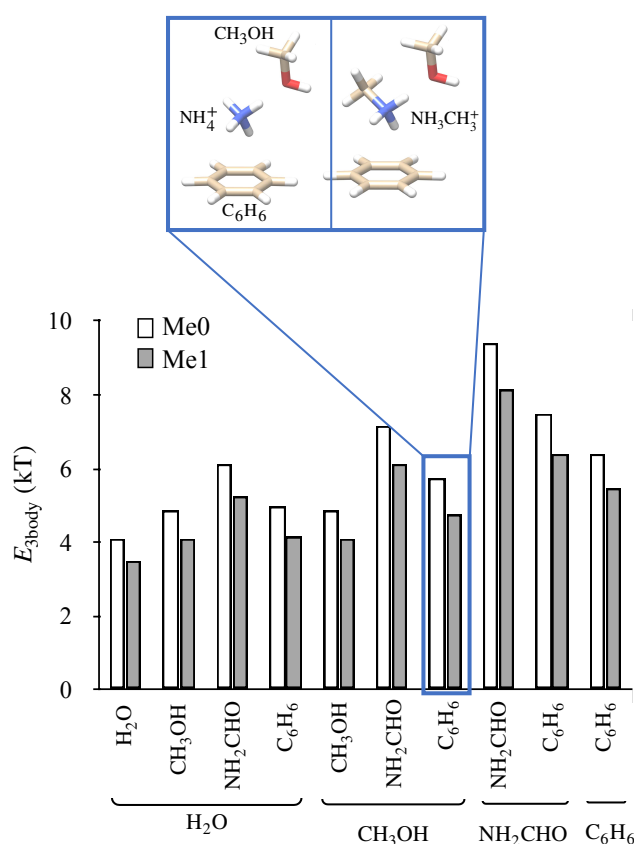 CH₃OH
NH₄⁺
NH₃CH₃⁺
C₆H₆
10
8
6
4
2
0
E₃body (kT)
Me0
Me1
H₂O
CH₃OH
NH₂CHO
C₆H₆
CH₃OH
NH₂CHO
C₆H₆
NH₂CHO
C₆H₆
C₆H₆
H₂O
CH₃OH
NH₂CHO
C₆H₆